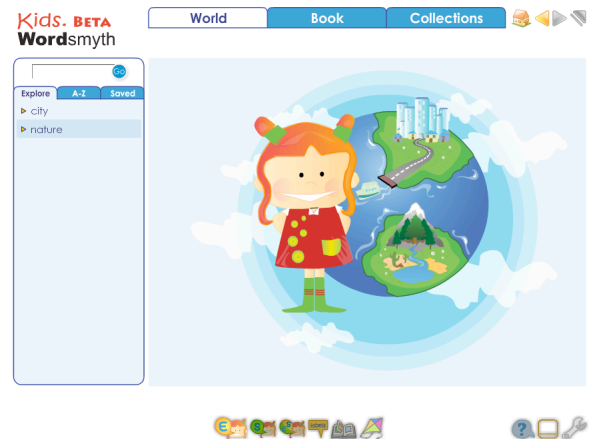 Kids. BETA
Wordsmyth
World
Book
Collections
Go
Explore
A-Z
Saved
city
nature
E
S
S
?